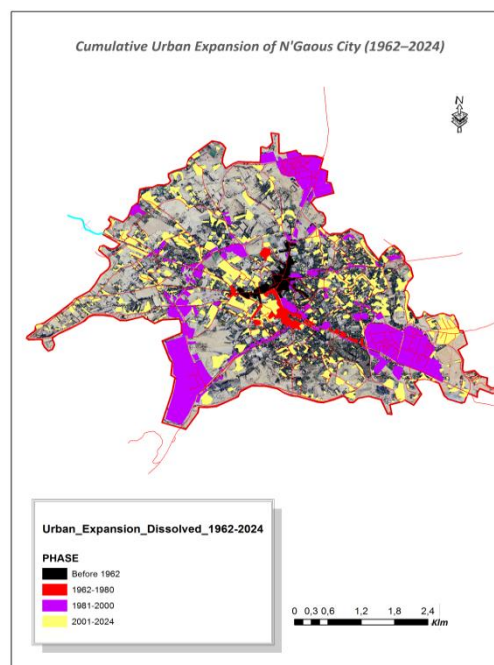 Cumulative Urban Expansion of N'Gaous City (1962–2024)
N
Urban_Expansion_Dissolved_1962-2024
PHASE
Before 1962
1962-1980
1981-2000
2001-2024
0 0,3 0,6 1,2 1,8 2,4
Klm